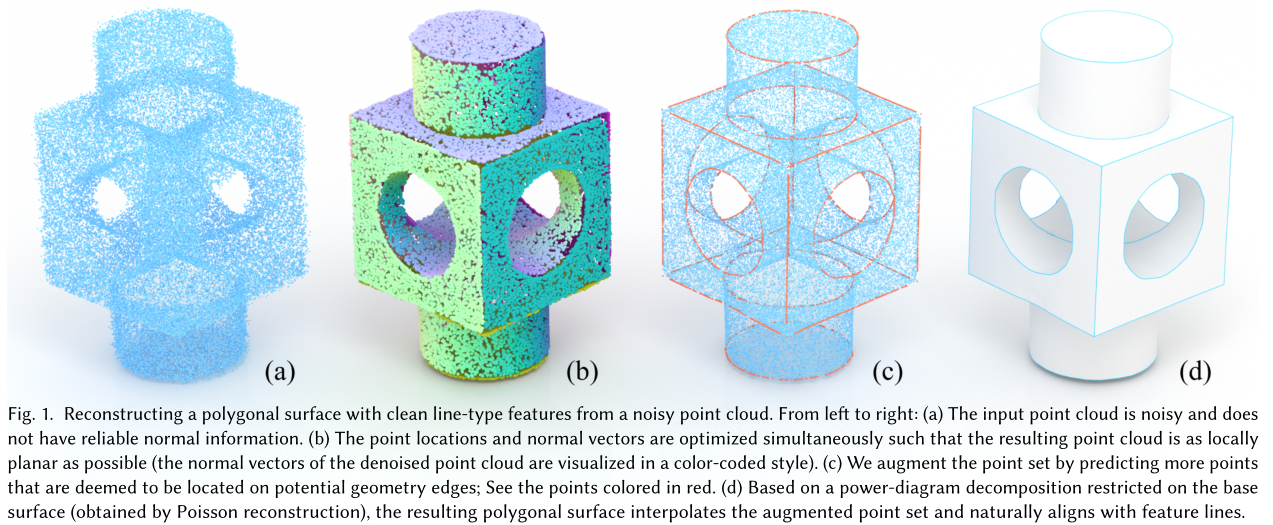 (a)
(b)
(c)
(d)
Fig. 1. Reconstructing a polygonal surface with clean line-type features from a noisy point cloud. From left to right: (a) The input point cloud is noisy and does
not have reliable normal information. (b) The point locations and normal vectors are optimized simultaneously such that the resulting point cloud is as locally
planar as possible (the normal vectors of the denoised point cloud are visualized in a color-coded style). (c) We augment the point set by predicting more points
that are deemed to be located on potential geometry edges; See the points colored in red. (d) Based on a power-diagram decomposition restricted on the base
surface (obtained by Poisson reconstruction), the resulting polygonal surface interpolates the augmented point set and naturally aligns with feature lines.